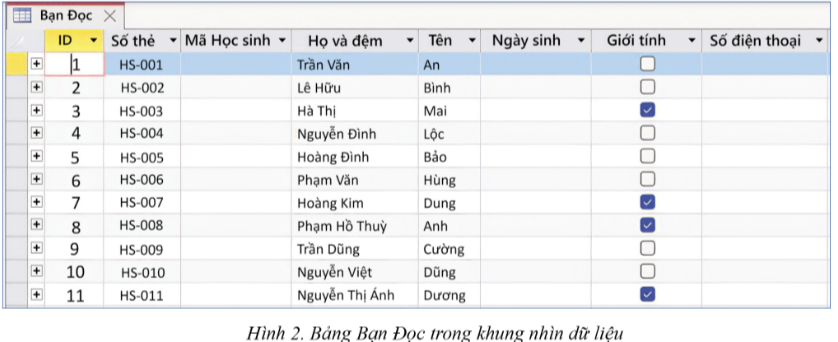 Bạn Đọc
ID Số thẻ Mã Học sinh Họ và đệm Tên Ngày sinh Giới tính Số điện thoại
1 HS-001 Trần Văn An
2 HS-002 Lê Hữu Bình
3 HS-003 Hà Thị Mai
4 HS-004 Nguyễn Đình Lộc
5 HS-005 Hoàng Đình Bảo
6 HS-006 Phạm Văn Hùng
7 HS-007 Hoàng Kim Dung
8 HS-008 Phạm Hồ Thuỳ Anh
9 HS-009 Trần Dũng Cường
10 HS-010 Nguyễn Việt Dũng
11 HS-011 Nguyễn Thị Ánh Dương
Hình 2. Bảng Bạn Đọc trong khung nhìn dữ liệu